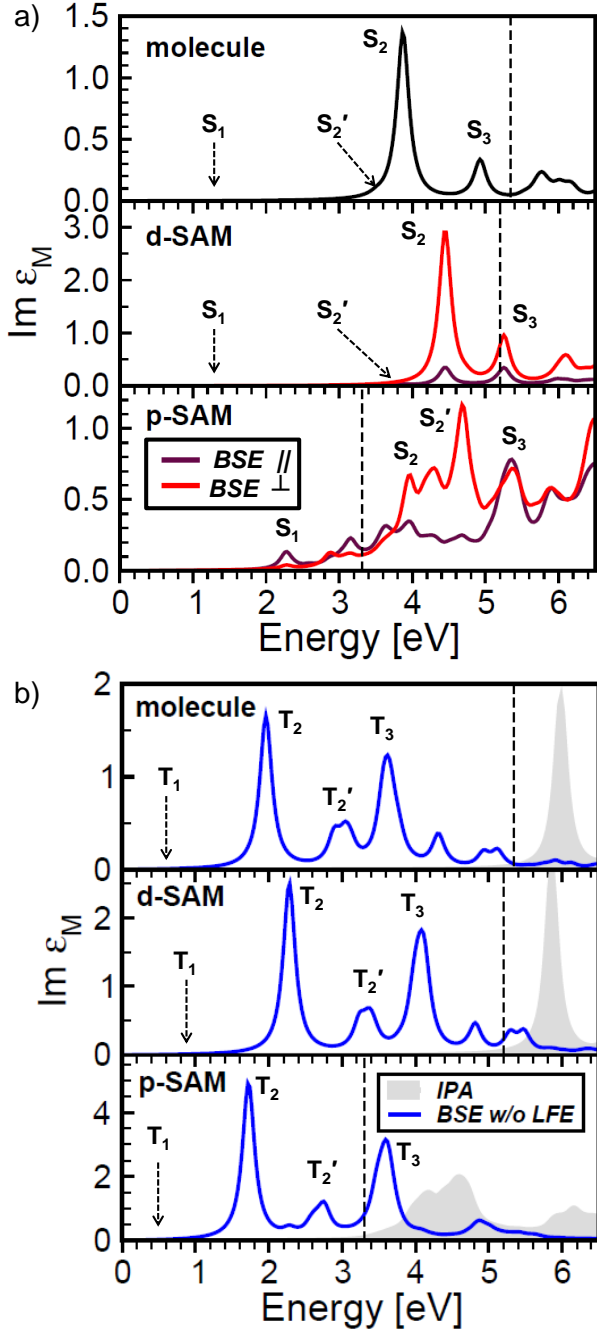 a)
1.5
molecule
S₂
1.0
S₁
S₂′
0.5
S₃
0.0
3.0
d-SAM
S₂
2.0
S₁
S₂′
S₃
1.0
0.0
p-SAM
S₂′
1.0
BSE //
BSE ⊥
S₂
S₃
0.5
S₁
0.0
0 1 2 3 4 5 6
Energy [eV]
Im εM
b)
2
molecule
T₂
T₃
T₁
1
T₂′
0
d-SAM
T₂
2
T₃
T₁
T₂′
0
p-SAM
T₂
IPA
BSE w/o LFE
4
T₁
T₂′
T₃
2
0
0 1 2 3 4 5 6
Energy [eV]
Im εM